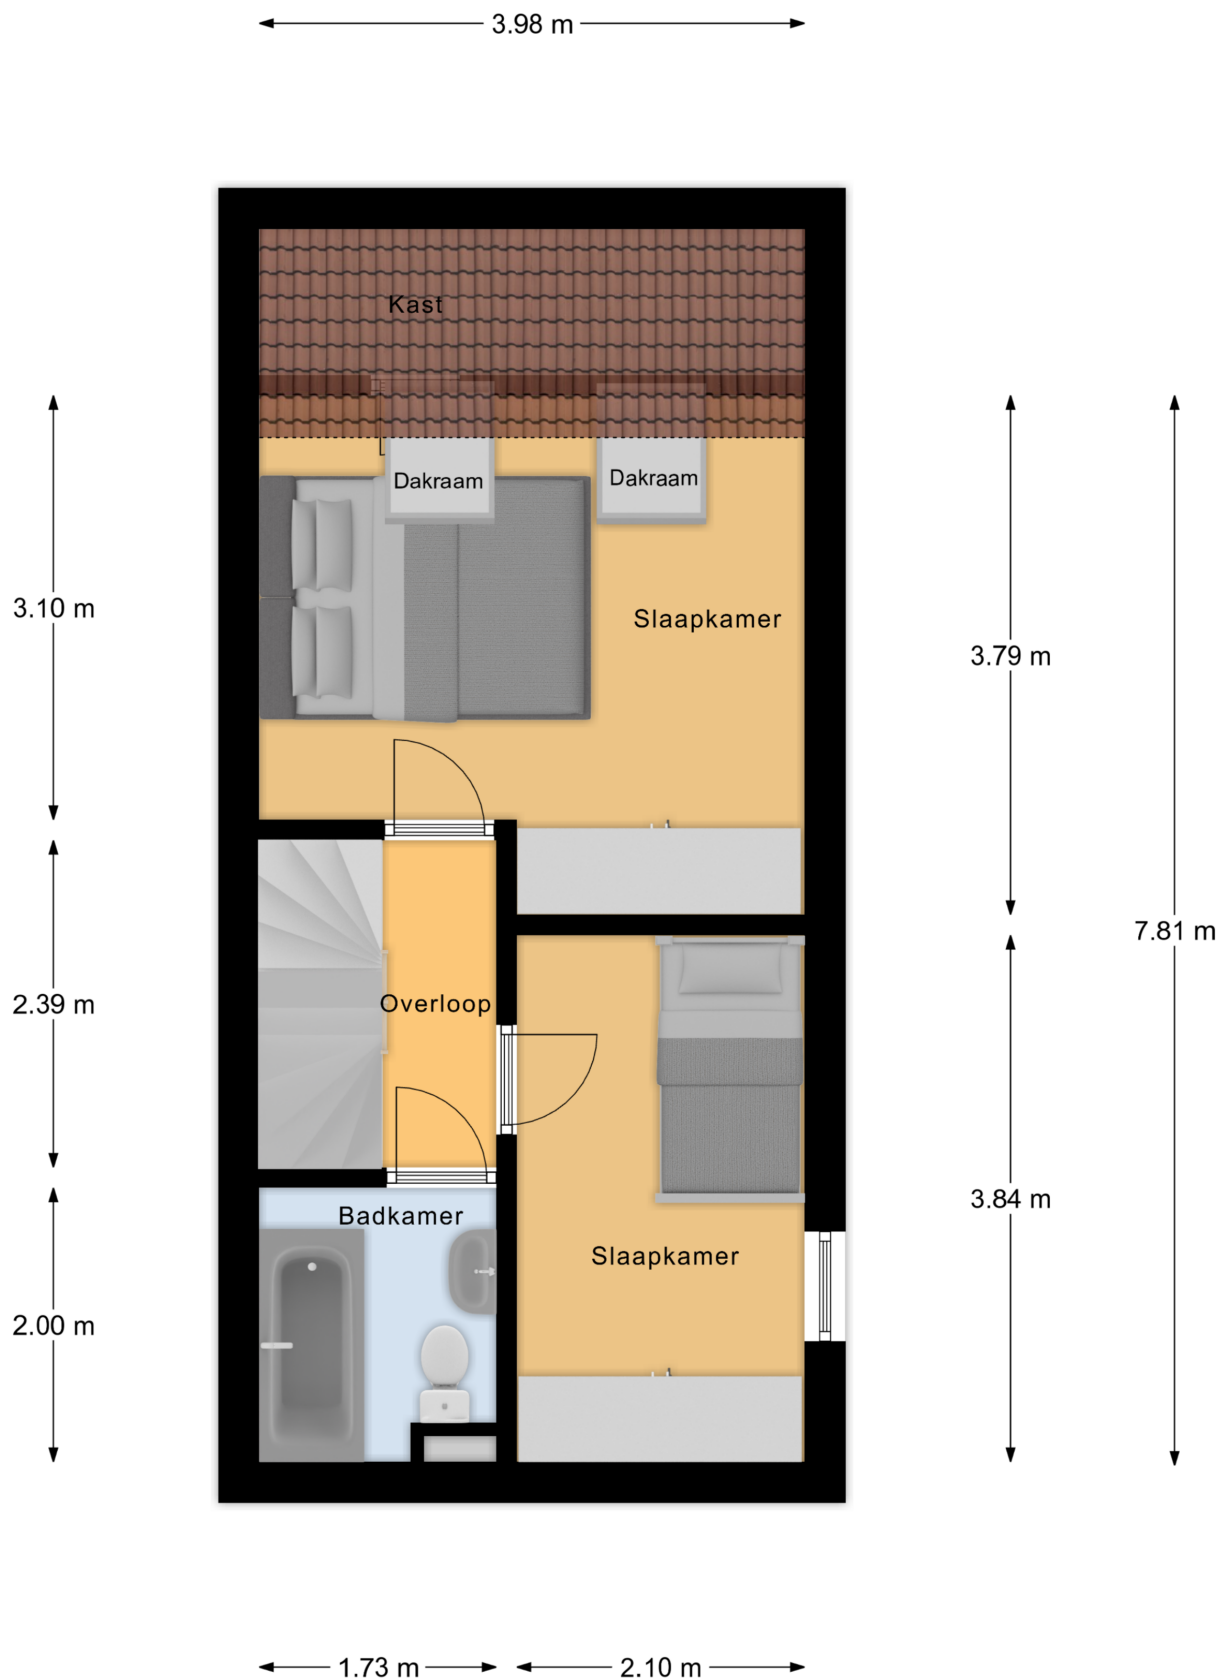 3.98 m
Kast
Dakraam
Dakraam
3.10 m
Slaapkamer
3.79 m
7.81 m
2.39 m
Overloop
3.84 m
Badkamer
Slaapkamer
2.00 m
1.73 m
2.10 m